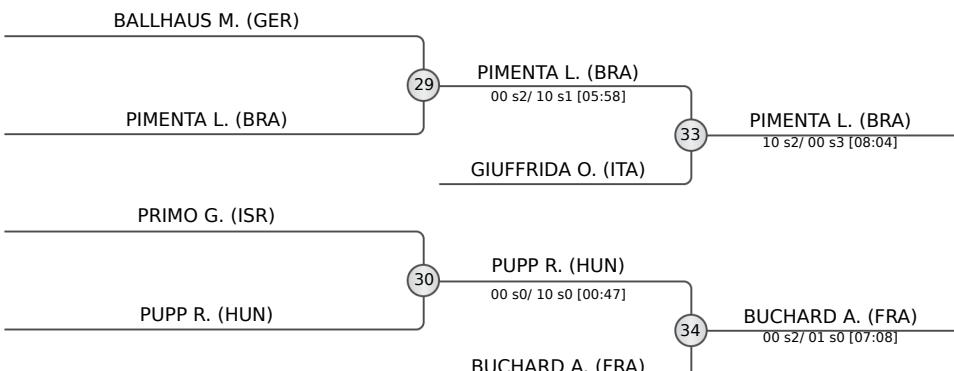 BALLHAUS M. (GER)
29
PIMENTA L. (BRA)
PIMENTA L. (BRA)
00 s2/ 10 s1 [05:58]
33
GIUFFRIDA O. (ITA)
PIMENTA L. (BRA)
10 s2/ 00 s3 [08:04]
PRIMO G. (ISR)
30
PUPP R. (HUN)
PUPP R. (HUN)
00 s0/ 10 s0 [00:47]
34
BUCHARD A. (FRA)
BUCHARD A. (FRA)
00 s2/ 01 s0 [07:08]